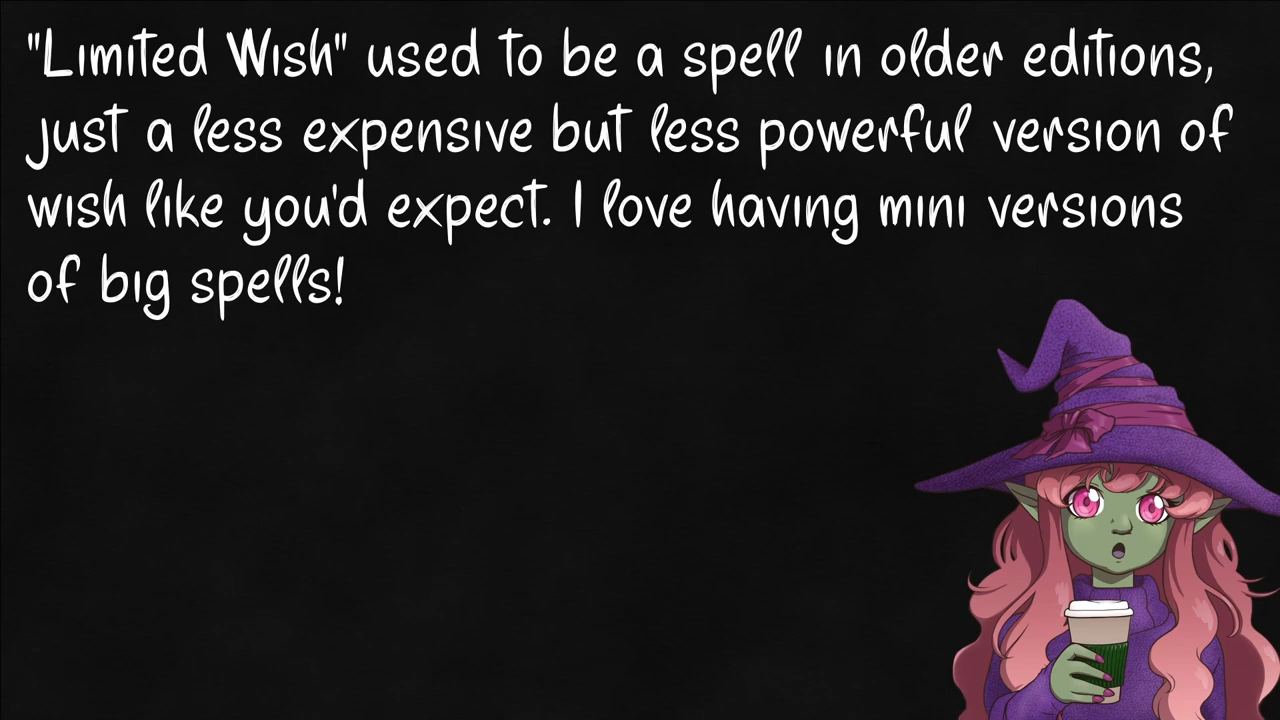 "Limited Wish" used to be a spell in older editions,
just a less expensive but less powerful version of
wish like you'd expect. I love having mini versions
of big spells!